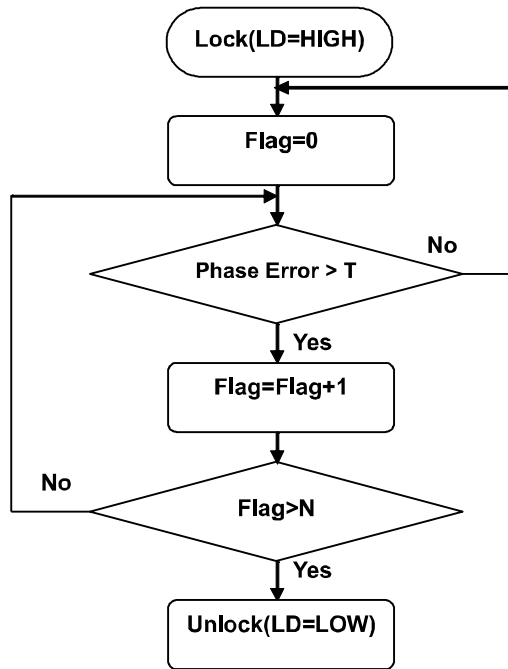 Lock(LD=HIGH)
Flag=0
Phase Error > T
No
Yes
Flag=Flag+1
No
Flag>N
Yes
Unlock(LD=LOW)